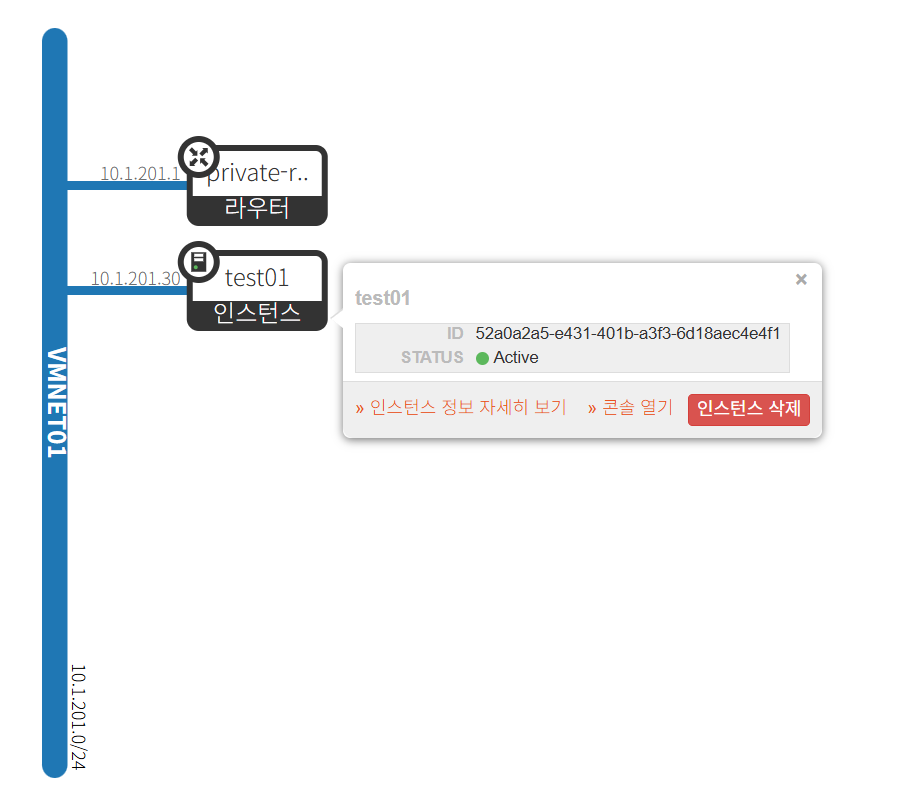 10.1.201.1
private-r..
라우터
10.1.201.30
test01
인스턴스
×
test01
ID 52a0a2a5-e431-401b-a3f3-6d18aec4e4f1
STATUS Active
» 인스턴스 정보 자세히 보기 » 콘솔 열기 인스턴스 삭제
VMNET01
10.1.201.0/24